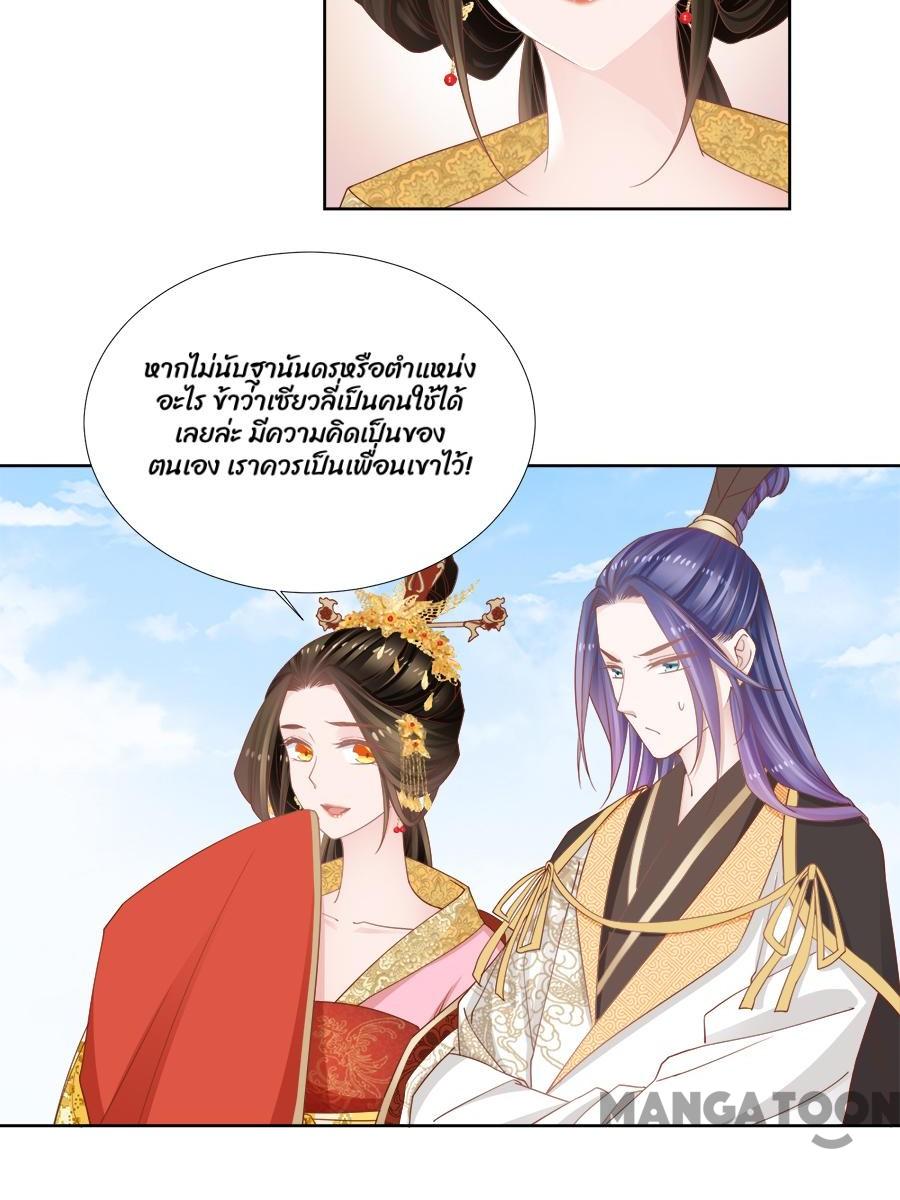 หากไม่นับฐานันดรหรือตำแหน่ง
อะไร ข้าว่าเซียวลี่เป็นคนใช้ได้
เลยล่ะ มีความคิดเป็นของ
ตนเอง เราควรเป็นเพื่อนเขาไว้!
MANGATOON